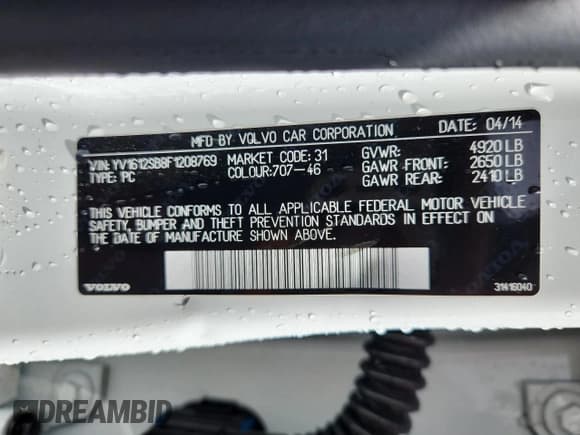 MFD BY VOLVO CAR CORPORATION DATE: 04/14
VIN: YV1612SB8F1208769 MARKET CODE: 31 GVWR: 4920 LB
TYPE: PC COLOUR: 707-46 GAWR FRONT: 2650 LB
GAWR REAR: 2410 LB
THIS VEHICLE CONFORMS TO ALL APPLICABLE FEDERAL MOTOR VEHICLE
SAFETY, BUMPER AND THEFT PREVENTION STANDARDS IN EFFECT ON
THE DATE OF MANUFACTURE SHOWN ABOVE.
VOLVO 31416040
DREAMBID